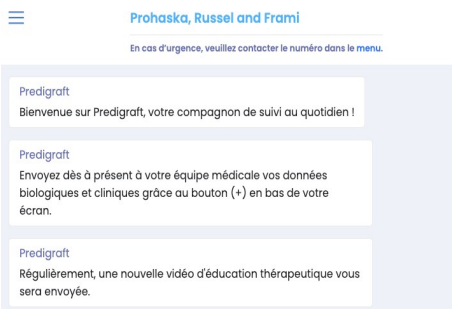 Prohaska, Russel and Frami
En cas d'urgence, veuillez contacter le numéro dans le menu.
Predigraft
Bienvenue sur Predigraft, votre compagnon de suivi au quotidien !
Predigraft
Envoyez dès à présent à votre équipe médicale vos données
biologiques et cliniques grâce au bouton (+) en bas de votre
écran.
Predigraft
Régulièrement, une nouvelle vidéo d'éducation thérapeutique vous
sera envoyée.